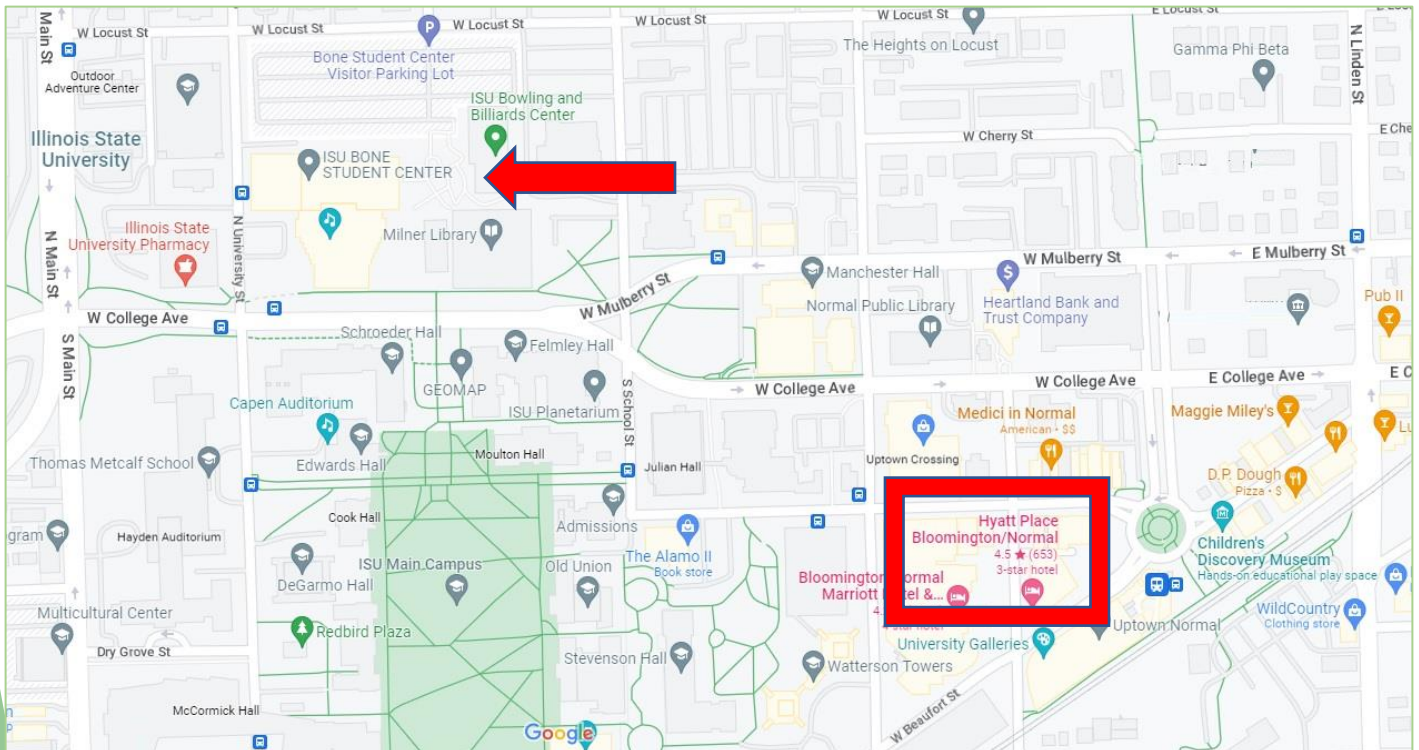 Main St
W Locust St
W Locust St
W Locust St
W Locust St
W Locust St
E Locust St
N Linden St
Outdoor
Adventure Center
Bone Student Center
Visitor Parking Lot
The Heights on Locust
Gamma Phi Beta
ISU Bowling and
Billiards Center
Illinois State
University
W Cherry St
E Che
ISU BONE
STUDENT CENTER
Illinois State
University Pharmacy
N University St
Milner Library
N Main St
W Mulberry St
E Mulberry St
Manchester Hall
Normal Public Library
Heartland Bank and
Trust Company
Pub II
W Mulberry St
W College Ave
S Main St
Schroeder Hall
Felmley Hall
GEOMAP
ISU Planetarium
S School St
W College Ave
W College Ave
E College Ave
E C
Capen Auditorium
Medici in Normal
American · $$
Maggie Miley's
Lu
Thomas Metcalf School
Edwards Hall
Moulton Hall
Julian Hall
Uptown Crossing
D.P. Dough
Pizza · $
Cook Hall
Admissions
gram
Hayden Auditorium
Hyatt Place
Bloomington/Normal
4.5 ★ (653)
3-star hotel
Children's
Discovery Museum
Hands-on educational play space
The Alamo II
Book store
ISU Main Campus
Old Union
DeGarmo Hall
Bloomington Normal
Marriott Hotel &...
Multicultural Center
Redbird Plaza
WildCountry
Clothing store
Uptown Normal
University Galleries
Dry Grove St
Stevenson Hall
Watterson Towers
McCormick Hall
W Beaufort St
Google